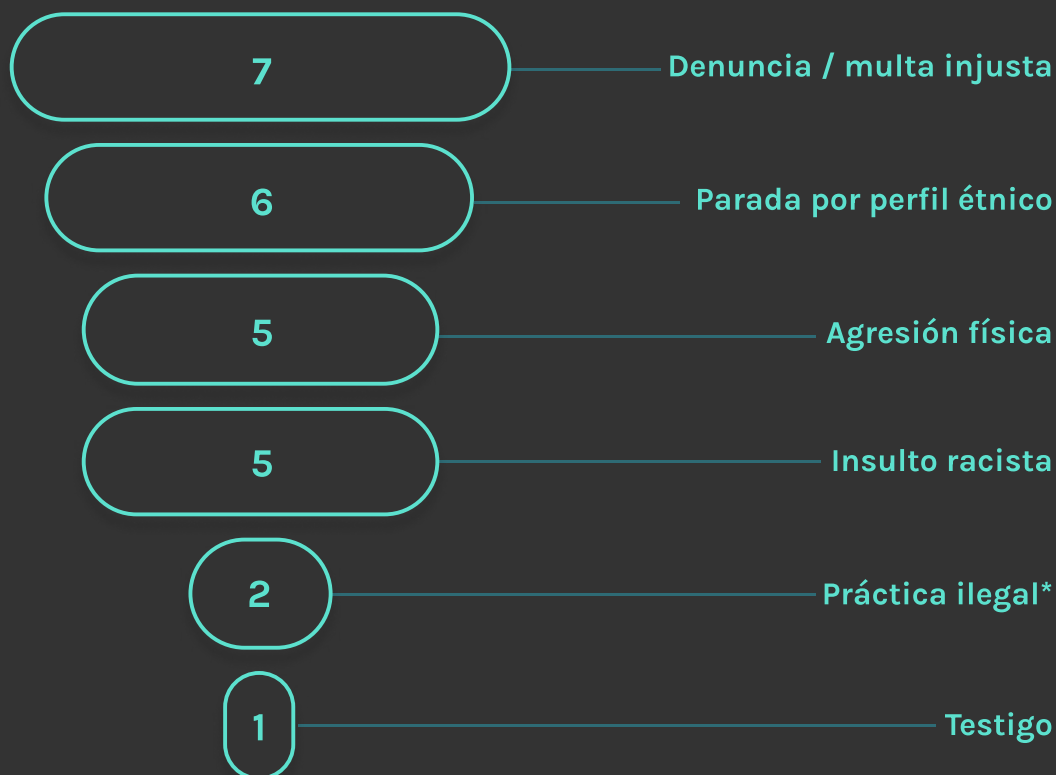 7 Denuncia / multa injusta
6 Parada por perfil étnico
5 Agresión física
5 Insulto racista
2 Práctica ilegal*
1 Testigo